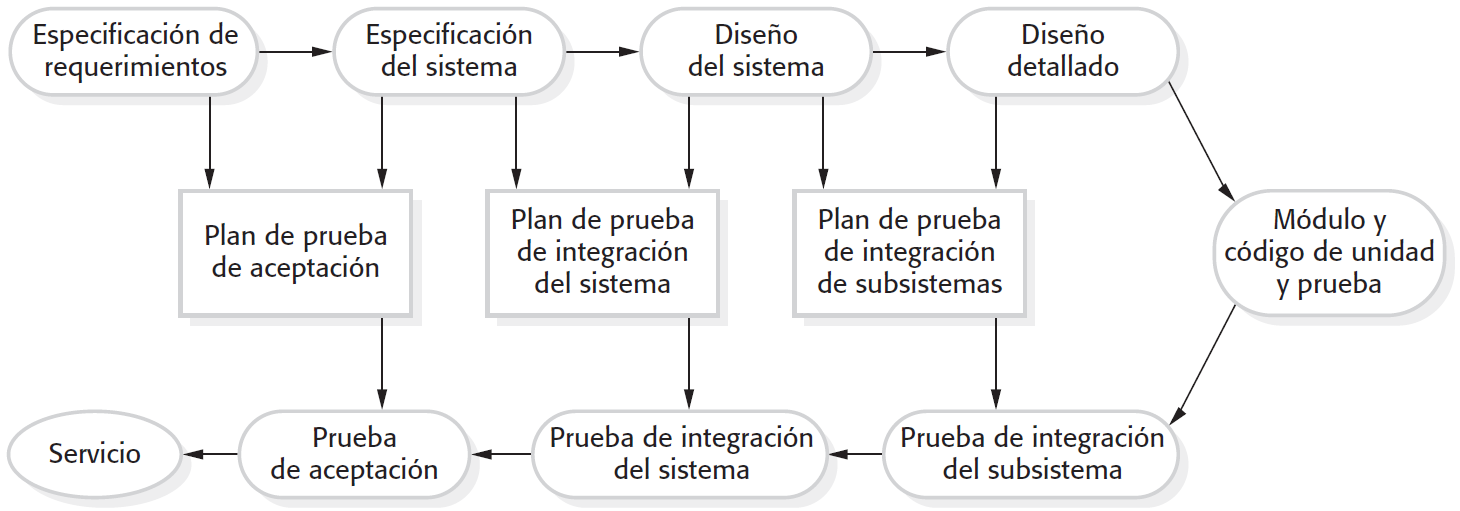 Especificación de
requerimientos
Especificación
del sistema
Diseño
del sistema
Diseño
detallado
Plan de prueba
de aceptación
Plan de prueba
de integración
del sistema
Plan de prueba
de integración
de subsistemas
Módulo y
código de unidad
y prueba
Servicio
Prueba
de aceptación
Prueba de integración
del sistema
Prueba de integración
del subsistema